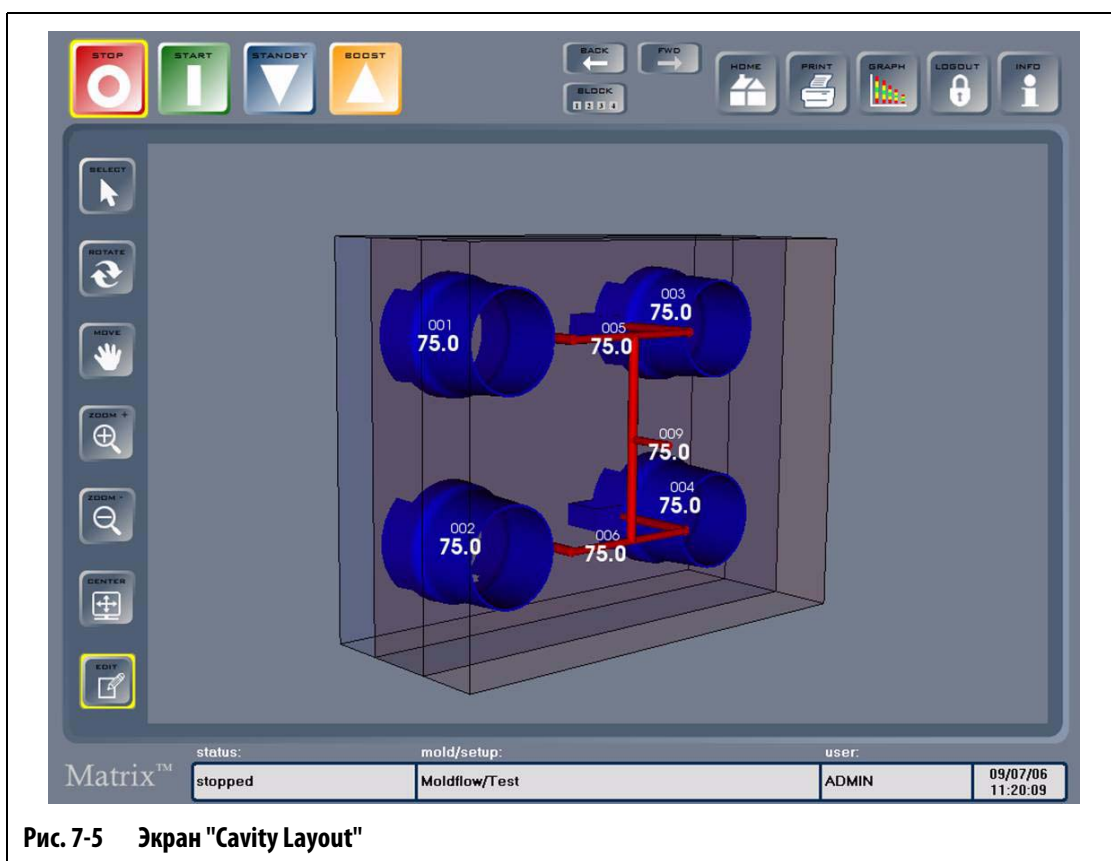 STOP START STANDBY BOOST BACK FWD
BLOCK
1 2 3 4
HOME PRINT GRAPH LOGOUT INFO
SELECT
ROTATE
MOVE
ZOOM +
ZOOM -
CENTER
EDIT
001
75.0
003
75.0
005
75.0
009
75.0
004
75.0
002
75.0
006
75.0
status: mold/setup: user:
Matrix™ stopped Moldflow/Test ADMIN 09/07/06
11:20:09
Рис. 7-5 Экран "Cavity Layout"